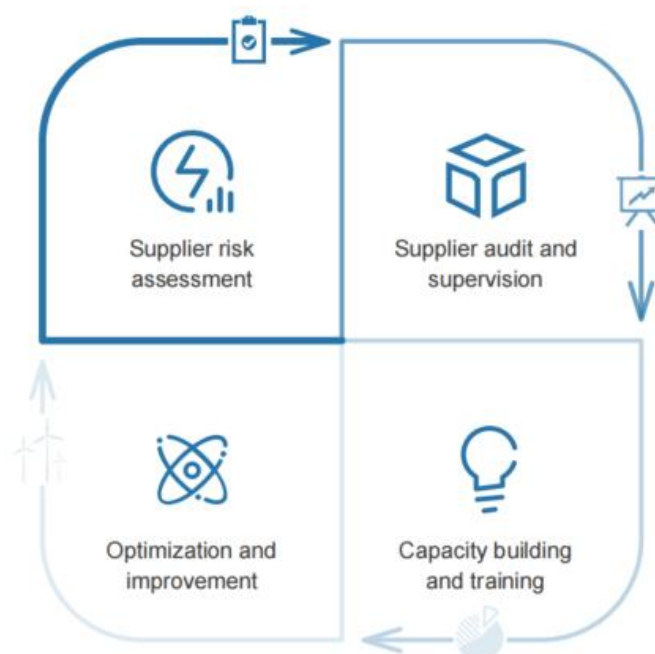 Supplier risk
assessment
Supplier audit and
supervision
Optimization and
improvement
Capacity building
and training